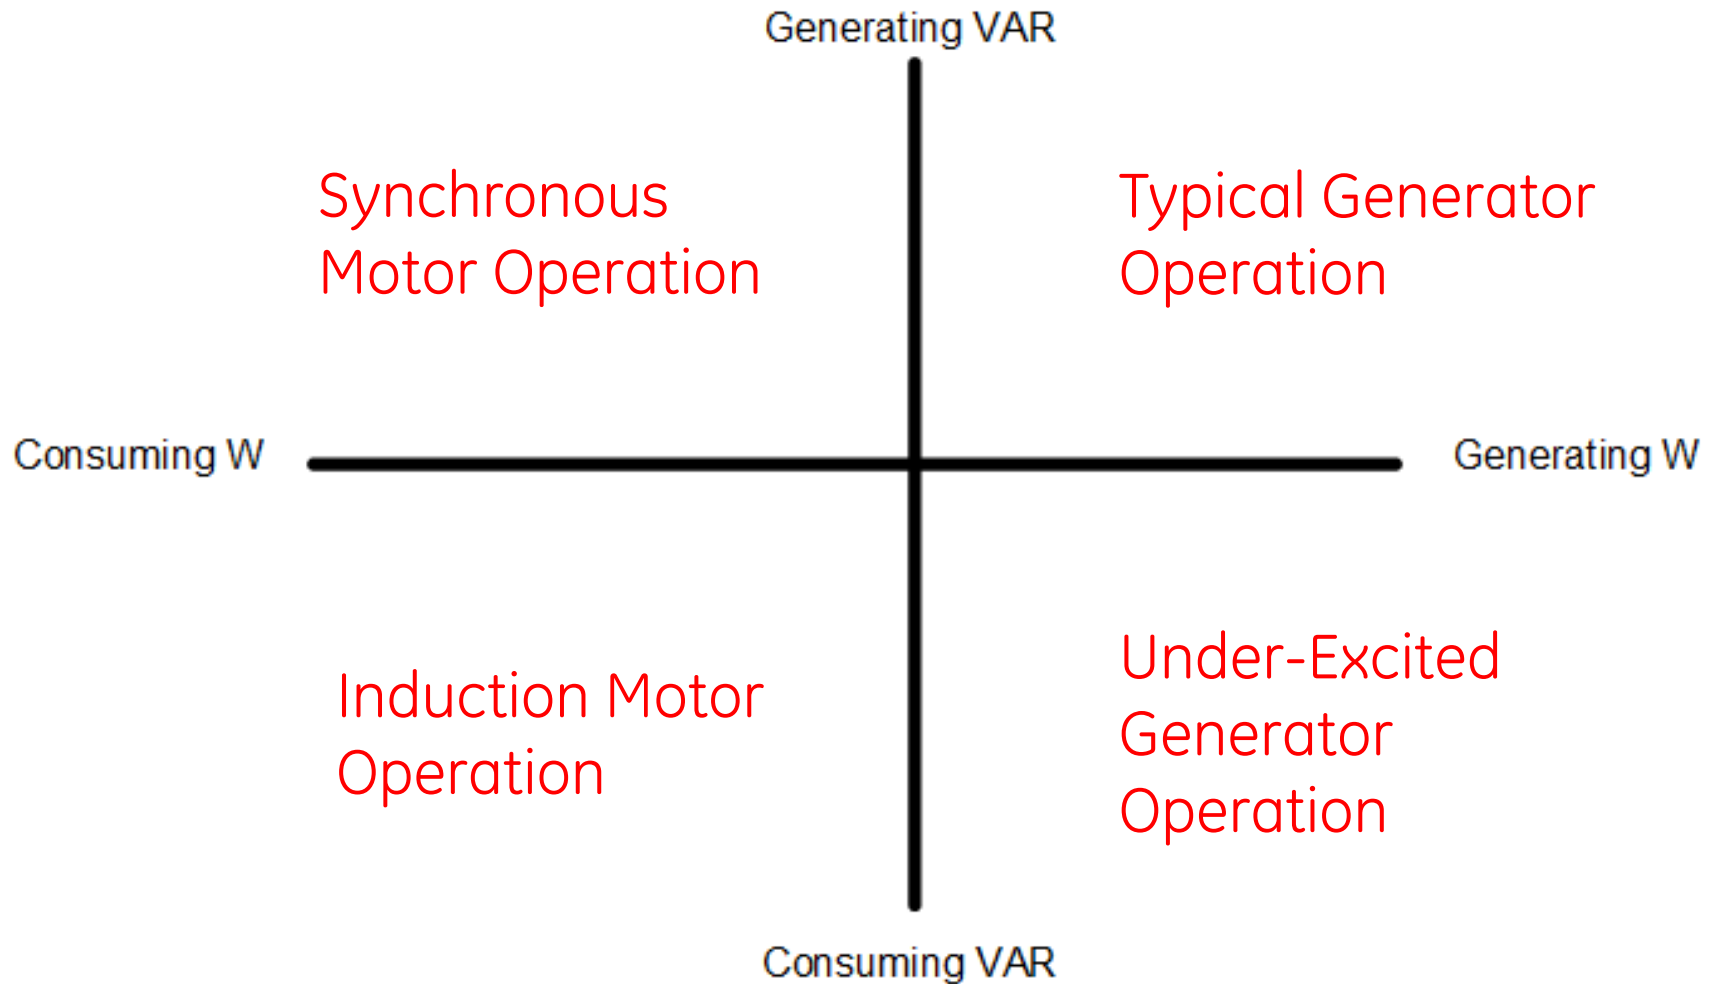 Generating VAR
Synchronous
Motor Operation
Typical Generator
Operation
Consuming W
Generating W
Induction Motor
Operation
Under-Excited
Generator
Operation
Consuming VAR